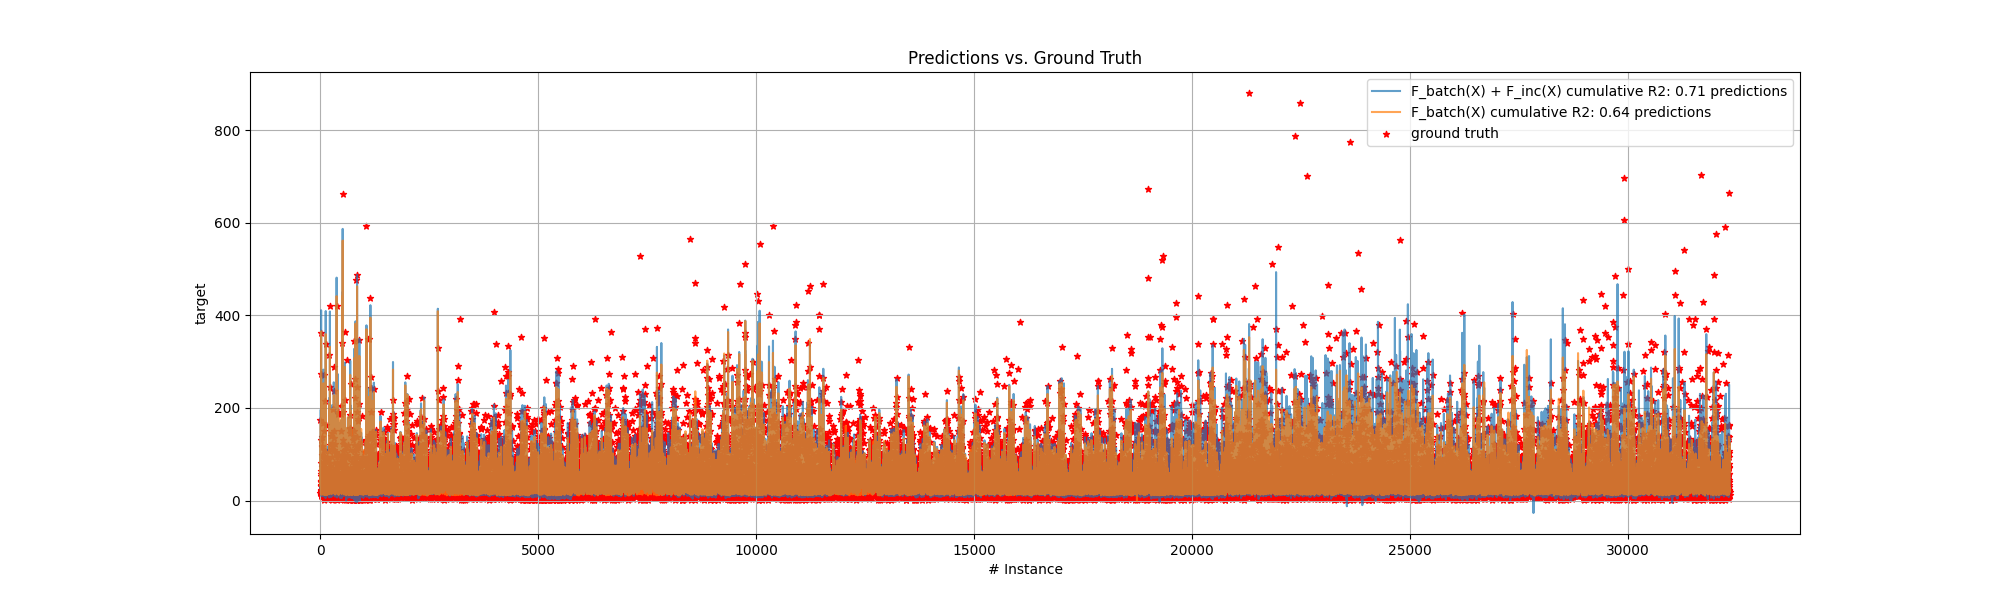 Predictions vs. Ground Truth
F_batch(X) + F_inc(X) cumulative R2: 0.71 predictions
F_batch(X) cumulative R2: 0.64 predictions
ground truth
target
800
600
400
200
0
0 5000 10000 15000 20000 25000 30000
# Instance